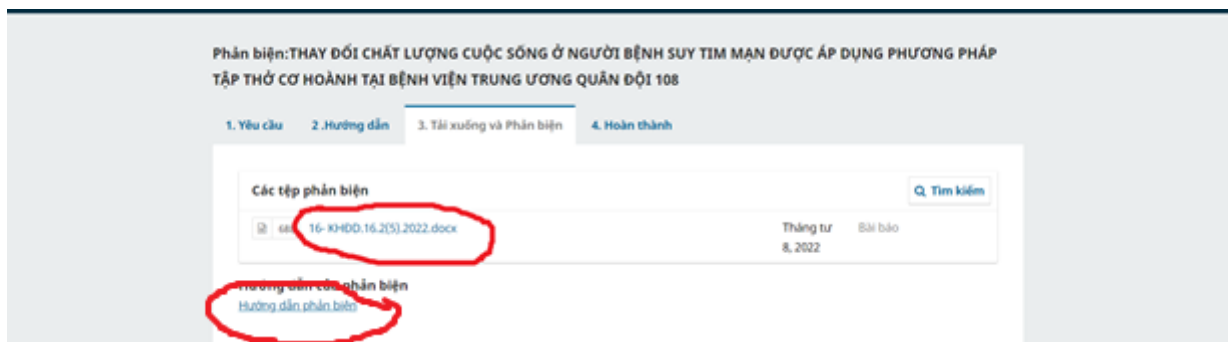 Phản biện:THAY ĐỔI CHẤT LƯỢNG CUỘC SỐNG Ở NGƯỜI BỆNH SUY TIM MẠN ĐƯỢC ÁP DỤNG PHƯƠNG PHÁP
TẬP THỞ CƠ HOÀNH TẠI BỆNH VIỆN TRUNG ƯƠNG QUÂN ĐỘI 108
1. Yêu cầu 2 .Hướng dẫn 3. Tải xuống và Phản biện 4. Hoàn thành
Các tệp phản biện Tìm kiếm
16- KHDD.16.2(5).2022.docx Tháng tư Bài báo
8, 2022
Hướng dẫn phản biện
Hướng dẫn phản biện